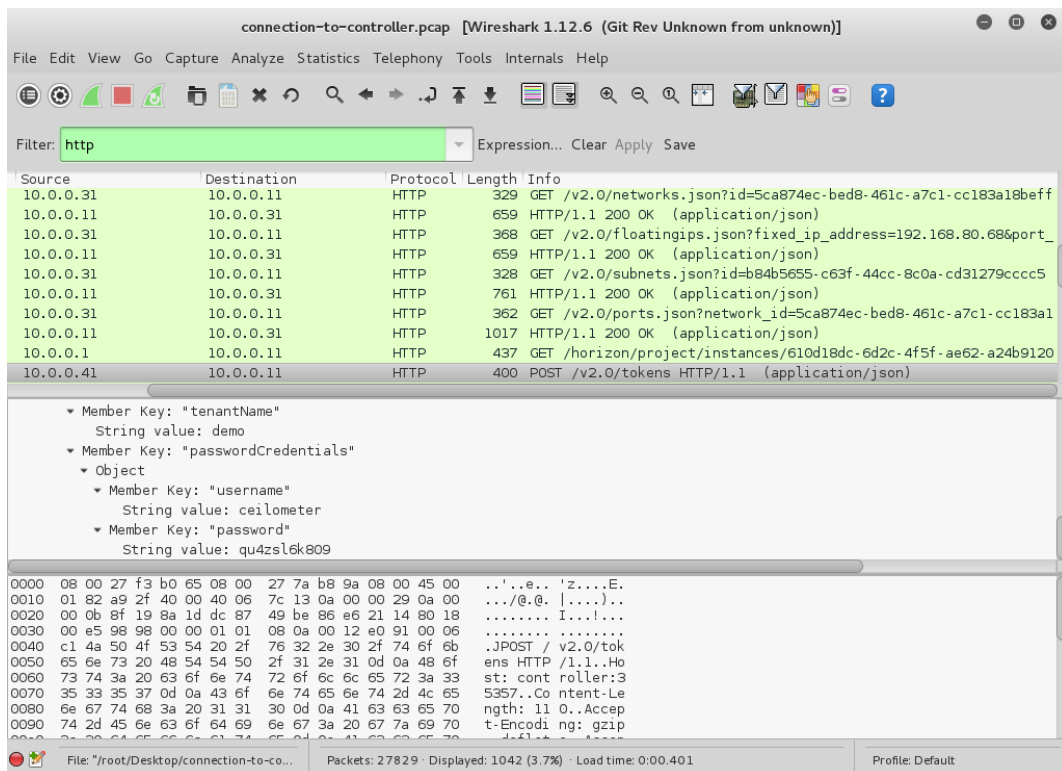 connection-to-controller.pcap [Wireshark 1.12.6 (Git Rev Unknown from unknown)]
File Edit View Go Capture Analyze Statistics Telephony Tools Internals Help
Filter: http Expression... Clear Apply Save
Source Destination Protocol Length Info
10.0.0.31 10.0.0.11 HTTP 329 GET /v2.0/networks.json?id=5ca874ec-bed8-461c-a7c1-cc183a18beff
10.0.0.11 10.0.0.31 HTTP 659 HTTP/1.1 200 OK (application/json)
10.0.0.31 10.0.0.11 HTTP 368 GET /v2.0/floatingips.json?fixed_ip_address=192.168.80.68&port_
10.0.0.11 10.0.0.31 HTTP 659 HTTP/1.1 200 OK (application/json)
10.0.0.31 10.0.0.11 HTTP 328 GET /v2.0/subnets.json?id=b84b5655-c63f-44cc-8c0a-cd31279cccc5
10.0.0.11 10.0.0.31 HTTP 761 HTTP/1.1 200 OK (application/json)
10.0.0.31 10.0.0.11 HTTP 362 GET /v2.0/ports.json?network_id=5ca874ec-bed8-461c-a7c1-cc183a1
10.0.0.11 10.0.0.31 HTTP 1017 HTTP/1.1 200 OK (application/json)
10.0.0.1 10.0.0.11 HTTP 437 GET /horizon/project/instances/610d18dc-6d2c-4f5f-ae62-a24b9120
10.0.0.41 10.0.0.11 HTTP 400 POST /v2.0/tokens HTTP/1.1 (application/json)
Member Key: "tenantName"
String value: demo
Member Key: "passwordCredentials"
Object
Member Key: "username"
String value: ceilometer
Member Key: "password"
String value: qu4zsl6k809
0000 08 00 27 f3 b0 65 08 00 27 7a b8 9a 08 00 45 00 ..'..e.. 'z....E.
0010 01 82 a9 2f 40 00 40 06 7c 13 0a 00 00 29 0a 00 .../@.@. |....)..
0020 00 0b 8f 19 8a 1d dc 87 49 be 86 e6 21 14 80 18 ........ I...!...
0030 00 e5 98 98 00 00 01 01 08 0a 00 12 e0 91 00 06 ........ ........
0040 c1 4a 50 4f 53 54 20 2f 76 32 2e 30 2f 74 6f 6b .JPOST / v2.0/tok
0050 65 6e 73 20 48 54 54 50 2f 31 2e 31 0d 0a 48 6f ens HTTP /1.1..Ho
0060 73 74 3a 20 63 6f 6e 74 72 6f 6c 6c 65 72 3a 33 st: cont roller:3
0070 35 33 35 37 0d 0a 43 6f 6e 74 65 6e 74 2d 4c 65 5357..Co ntent-Le
0080 6e 67 74 68 3a 20 31 31 30 0d 0a 41 63 63 65 70 ngth: 11 0..Accep
0090 74 2d 45 6e 63 6f 64 69 6e 67 3a 20 67 7a 69 70 t-Encodi ng: gzip
File: "/root/Desktop/connection-to-co... Packets: 27829 · Displayed: 1042 (3.7%) · Load time: 0:00.401 Profile: Default